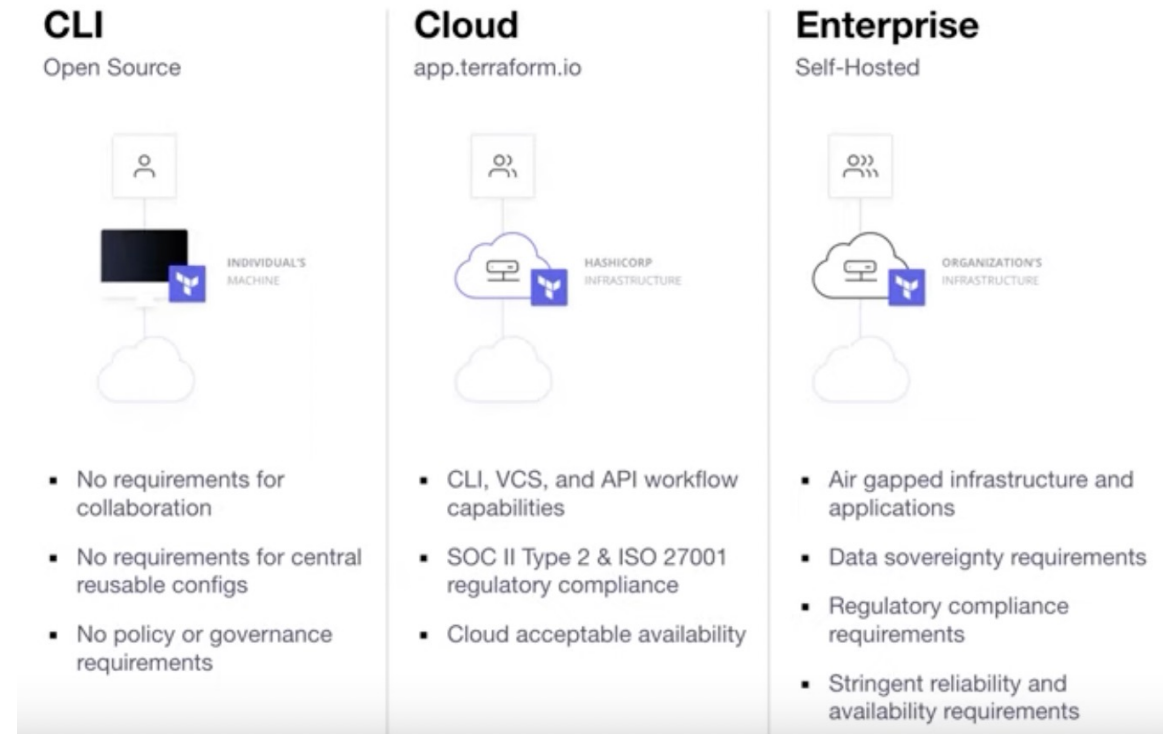 CLI
Open Source
INDIVIDUAL'S
MACHINE
▪ No requirements for
collaboration
▪ No requirements for central
reusable configs
▪ No policy or governance
requirements
Cloud
app.terraform.io
HASHICORP
INFRASTRUCTURE
▪ CLI, VCS, and API workflow
capabilities
▪ SOC II Type 2 & ISO 27001
regulatory compliance
▪ Cloud acceptable availability
Enterprise
Self-Hosted
ORGANIZATION'S
INFRASTRUCTURE
▪ Air gapped infrastructure and
applications
▪ Data sovereignty requirements
▪ Regulatory compliance
requirements
▪ Stringent reliability and
availability requirements